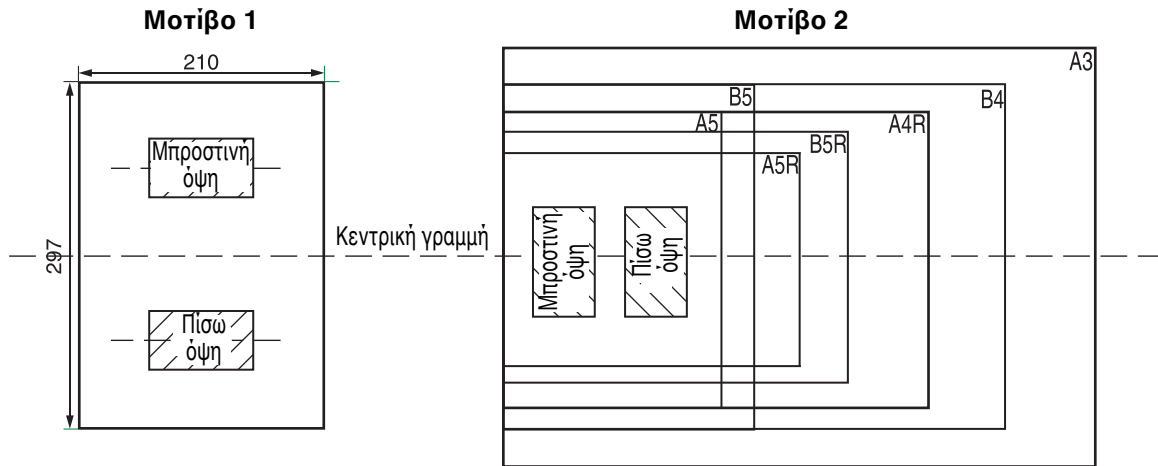 Μοτίβο 1
210
297
Μπροστινή
όψη
Πίσω
όψη
Κεντρική γραμμή
Μοτίβο 2
A3
B4
B5
A5
A4R
B5R
A5R
Μπροστινή
όψη
Πίσω
όψη